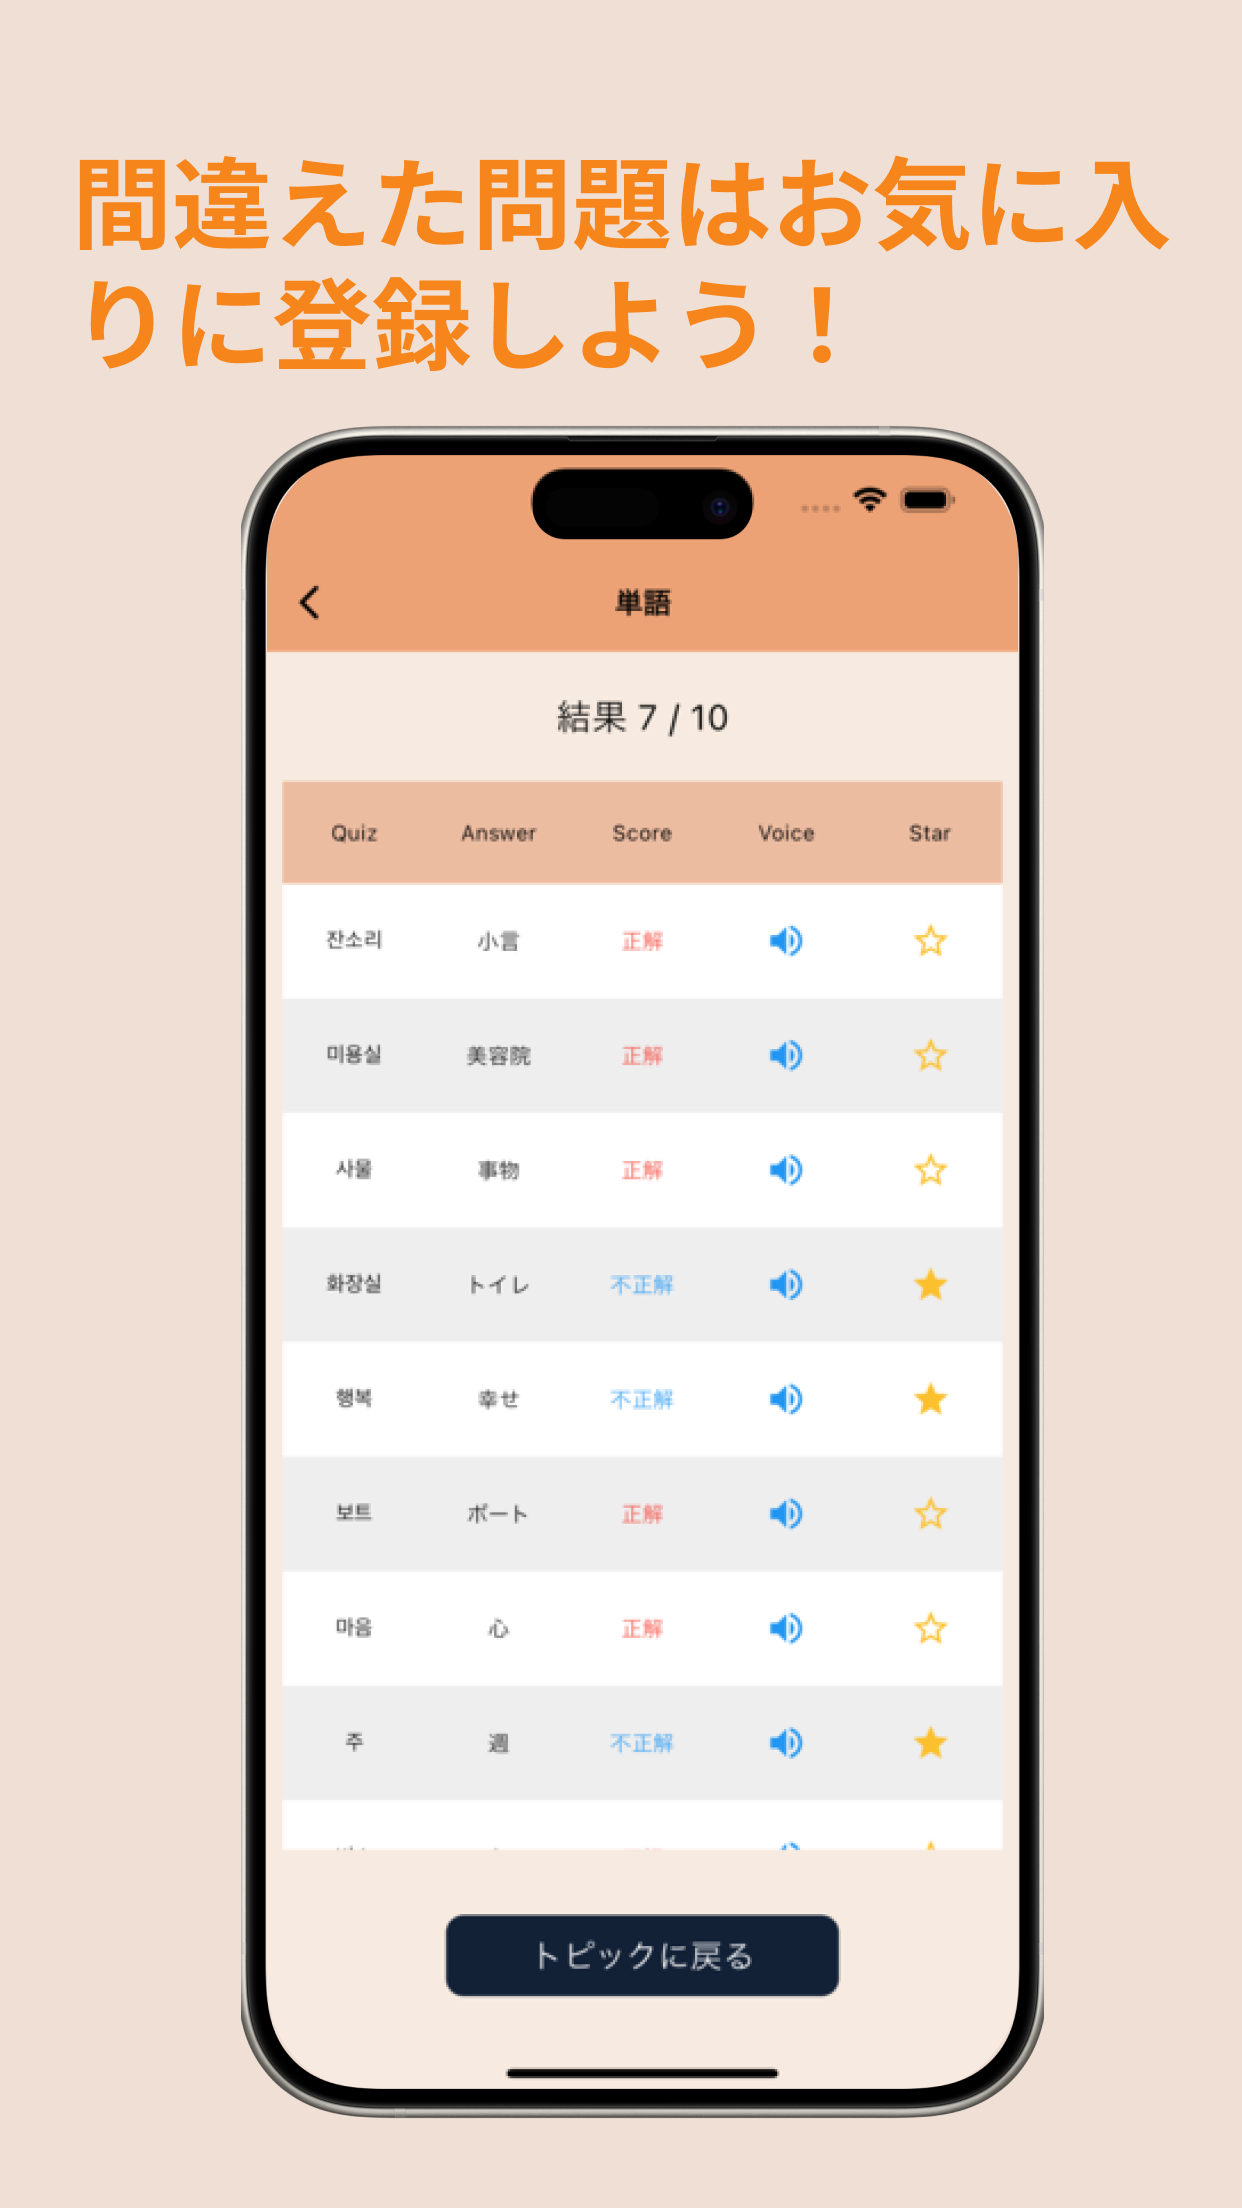 間違えた問題はお気に入
りに登録しよう！
単語
結果 7 / 10
Quiz Answer Score Voice Star
잔소리 小言 正解
미용실 美容院 正解
사물 事物 正解
화장실 トイレ 不正解
행복 幸せ 不正解
보트 ボート 正解
마음 心 正解
주 週 不正解
トピックに戻る